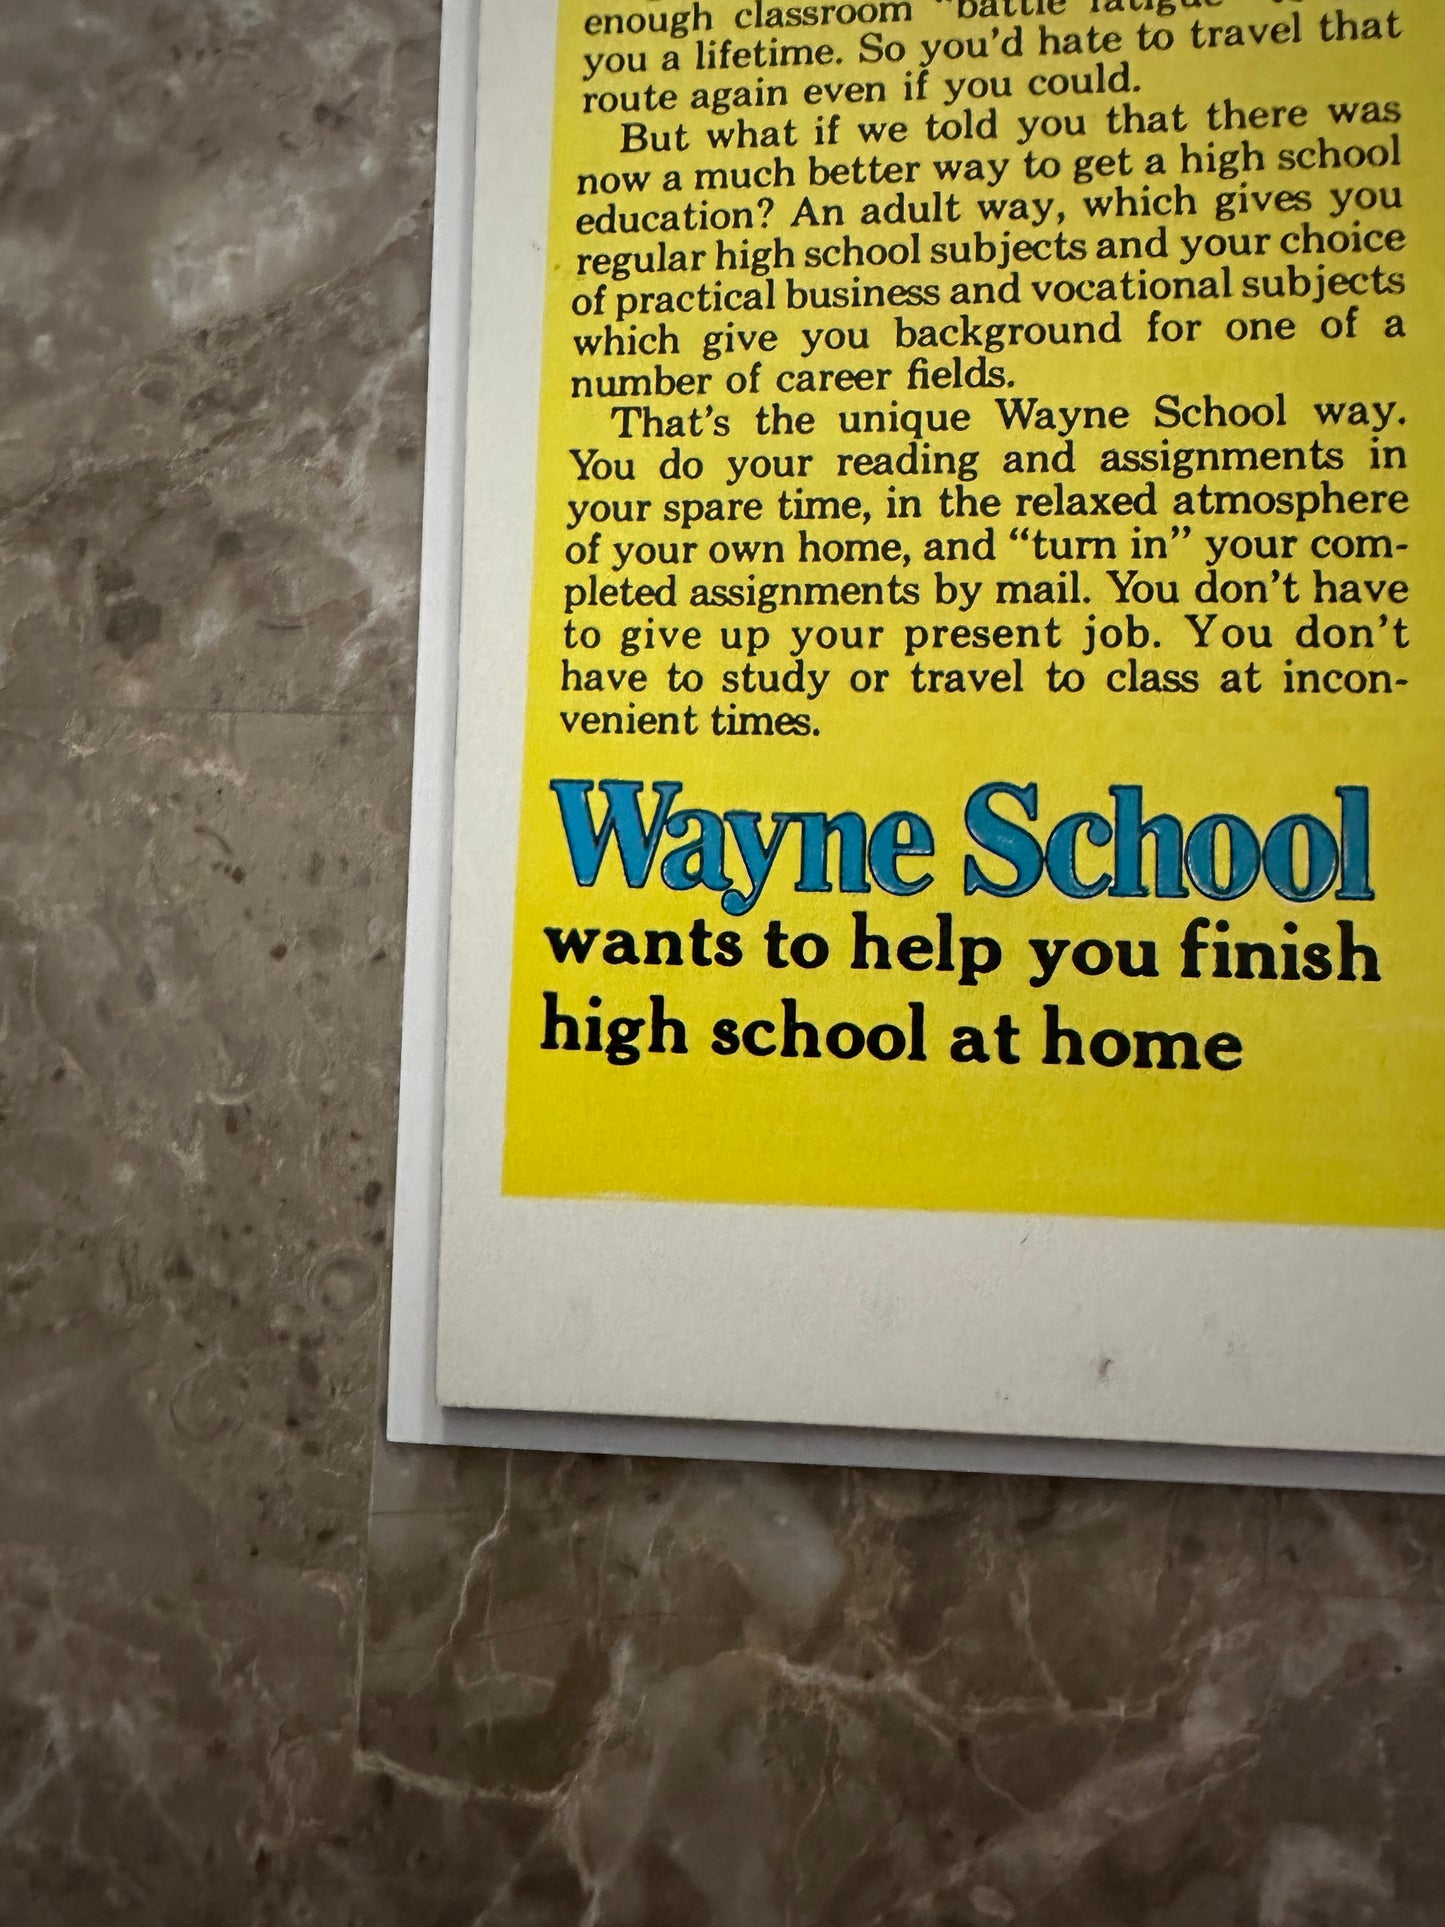 enough classroom "battle fatigue"
you a lifetime. So you'd hate to travel that
route again even if you could.
But what if we told you that there was
now a much better way to get a high school
education? An adult way, which gives you
regular high school subjects and your choice
of practical business and vocational subjects
which give you background for one of a
number of career fields.
That's the unique Wayne School way.
You do your reading and assignments in
your spare time, in the relaxed atmosphere
of your own home, and “turn in” your com-
pleted assignments by mail. You don't have
to give up your present job. You don't
have to study or travel to class at incon-
venient times.
Wayne School
wants to help you finish
high school at home